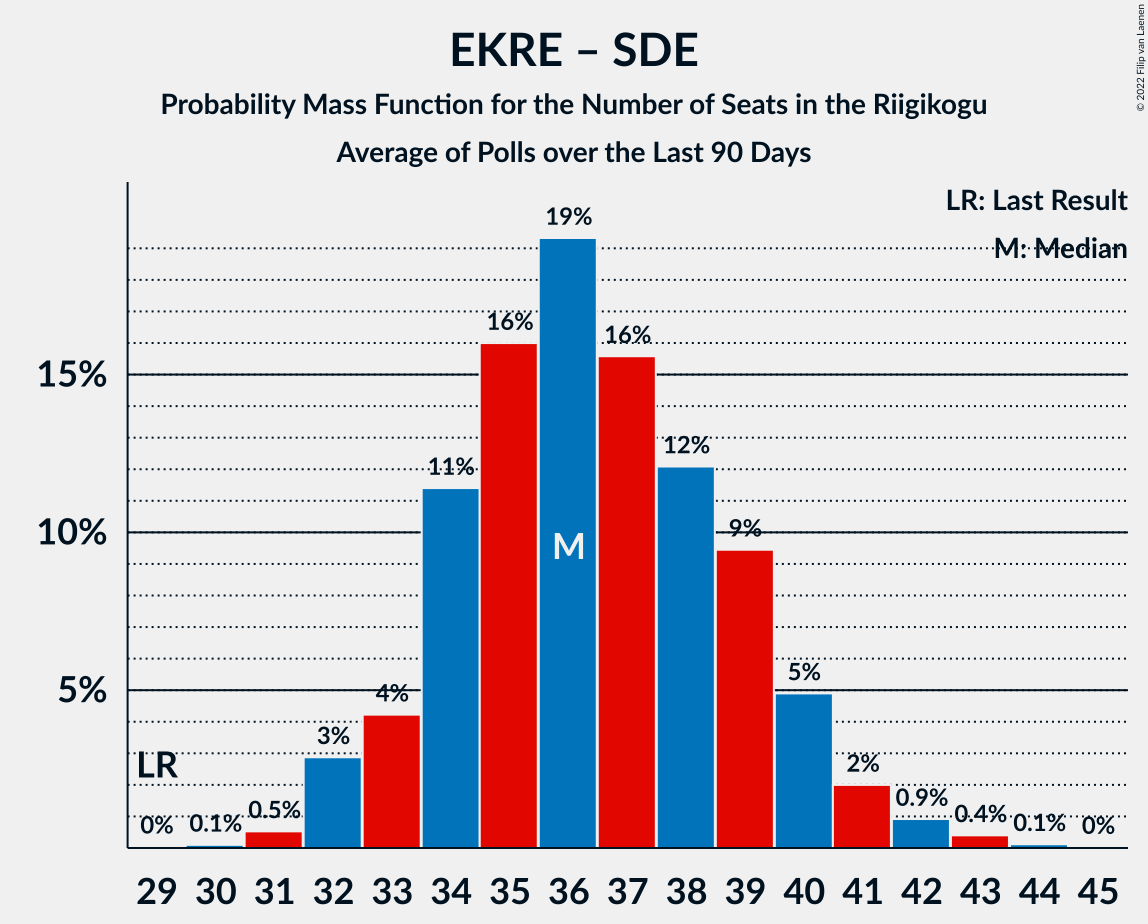 EKRE – SDE
Probability Mass Function for the Number of Seats in the Riigikogu
Average of Polls over the Last 90 Days
© 2022 Filip van Laenen
LR: Last Result
M: Median
19%
16%
16%
15%
12%
11%
10%
9%
M
5%
5%
4%
3%
LR
2%
0.9%
0.5%
0.4%
0% 0.1% 0.1% 0%
29 30 31 32 33 34 35 36 37 38 39 40 41 42 43 44 45